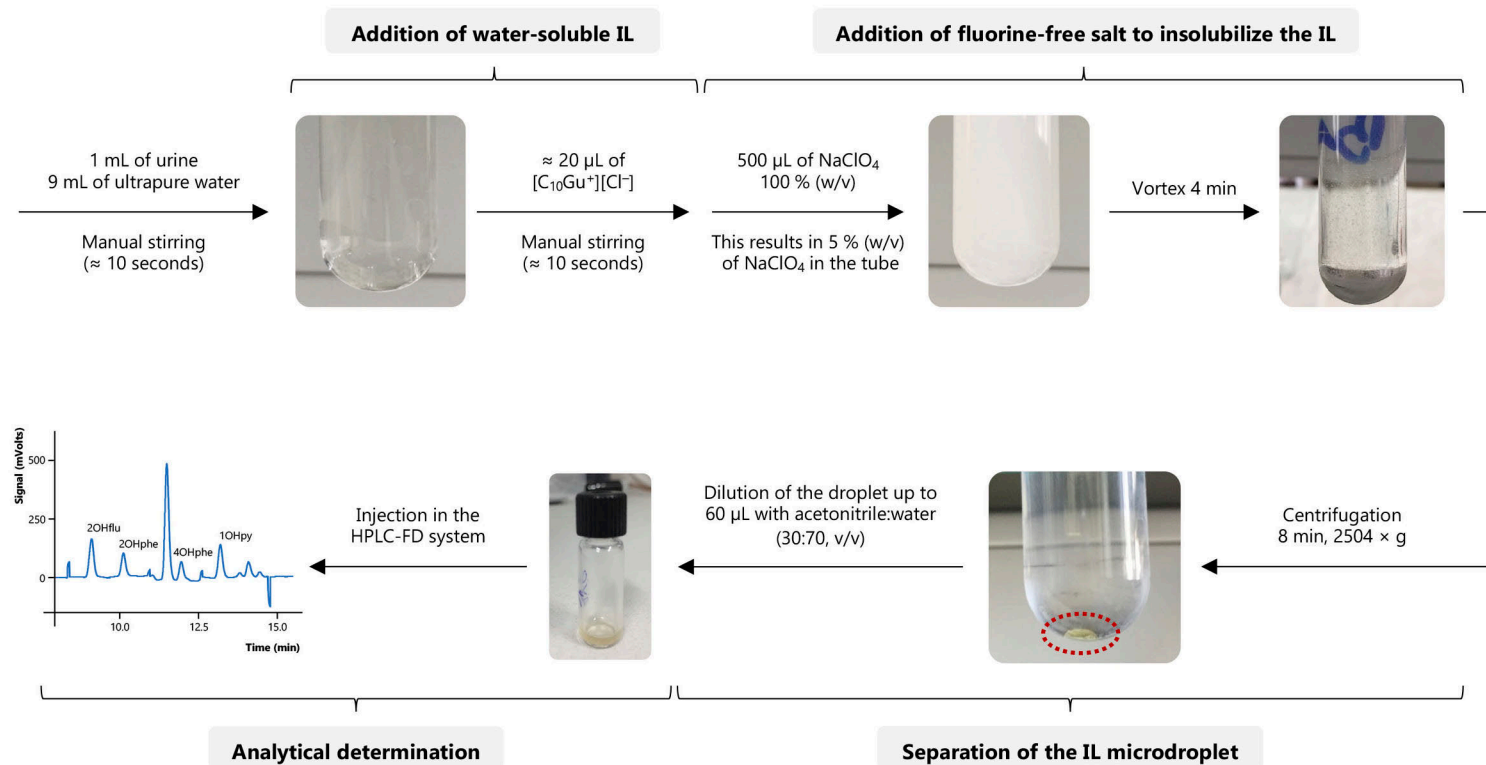 Addition of water-soluble IL
Addition of fluorine-free salt to insolubilize the IL
1 mL of urine
9 mL of ultrapure water
Manual stirring
(≈ 10 seconds)
≈ 20 µL of
[C₁₀Gu⁺][Cl⁻]
Manual stirring
(≈ 10 seconds)
500 µL of NaClO₄
100 % (w/v)
This results in 5 % (w/v)
of NaClO₄ in the tube
Vortex 4 min
Centrifugation
8 min, 2504 × g
Dilution of the droplet up to
60 µL with acetonitrile:water
(30:70, v/v)
Injection in the
HPLC-FD system
Signal (mVolts)
500
250
0
2OHflu
2OHphe
4OHphe
1OHpy
10.0
12.5
15.0
Time (min)
Analytical determination
Separation of the IL microdroplet